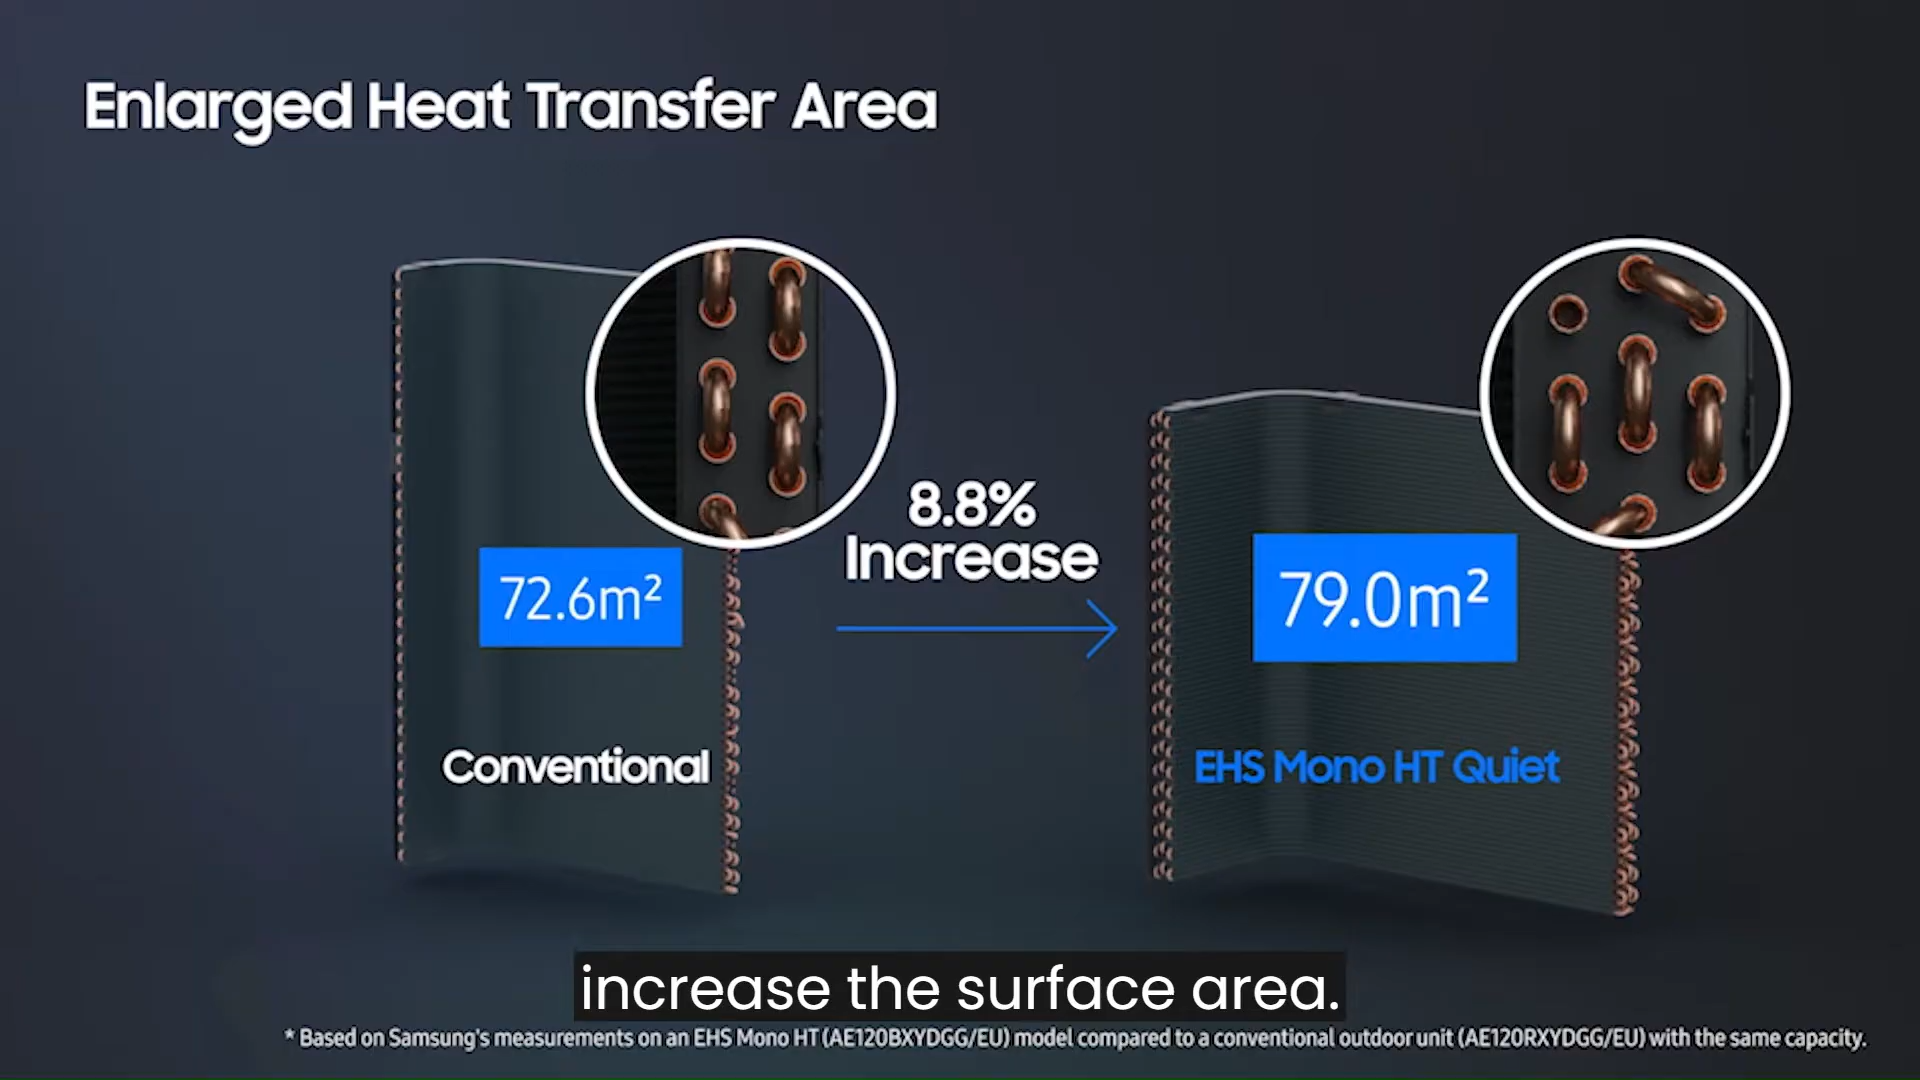 Enlarged Heat Transfer Area
8.8%
Increase
72.6m²
79.0m²
Conventional
EHS Mono HT Quiet
increase the surface area.
* Based on Samsung's measurements on an EHS Mono HT (AE120BXYDGG/EU) model compared to a conventional outdoor unit (AE120RXYDGG/EU) with the same capacity.